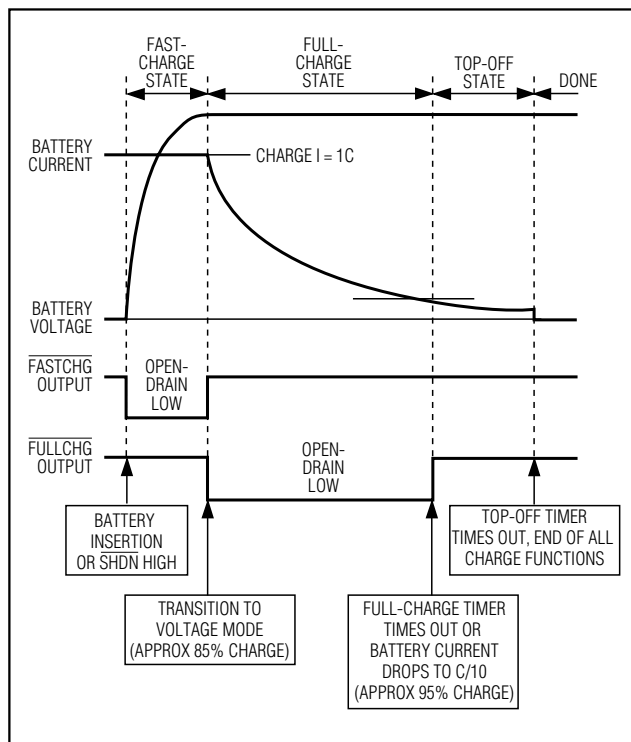 FAST-
CHARGE
STATE
FULL-
CHARGE
STATE
TOP-OFF
STATE
DONE
BATTERY
CURRENT
CHARGE I = 1C
BATTERY
VOLTAGE
FASTCHG
OUTPUT
OPEN-
DRAIN
LOW
FULLCHG
OUTPUT
OPEN-
DRAIN
LOW
BATTERY
INSERTION
OR SHDN HIGH
TOP-OFF TIMER
TIMES OUT, END OF ALL
CHARGE FUNCTIONS
TRANSITION TO
VOLTAGE MODE
(APPROX 85% CHARGE)
FULL-CHARGE TIMER
TIMES OUT OR
BATTERY CURRENT
DROPS TO C/10
(APPROX 95% CHARGE)